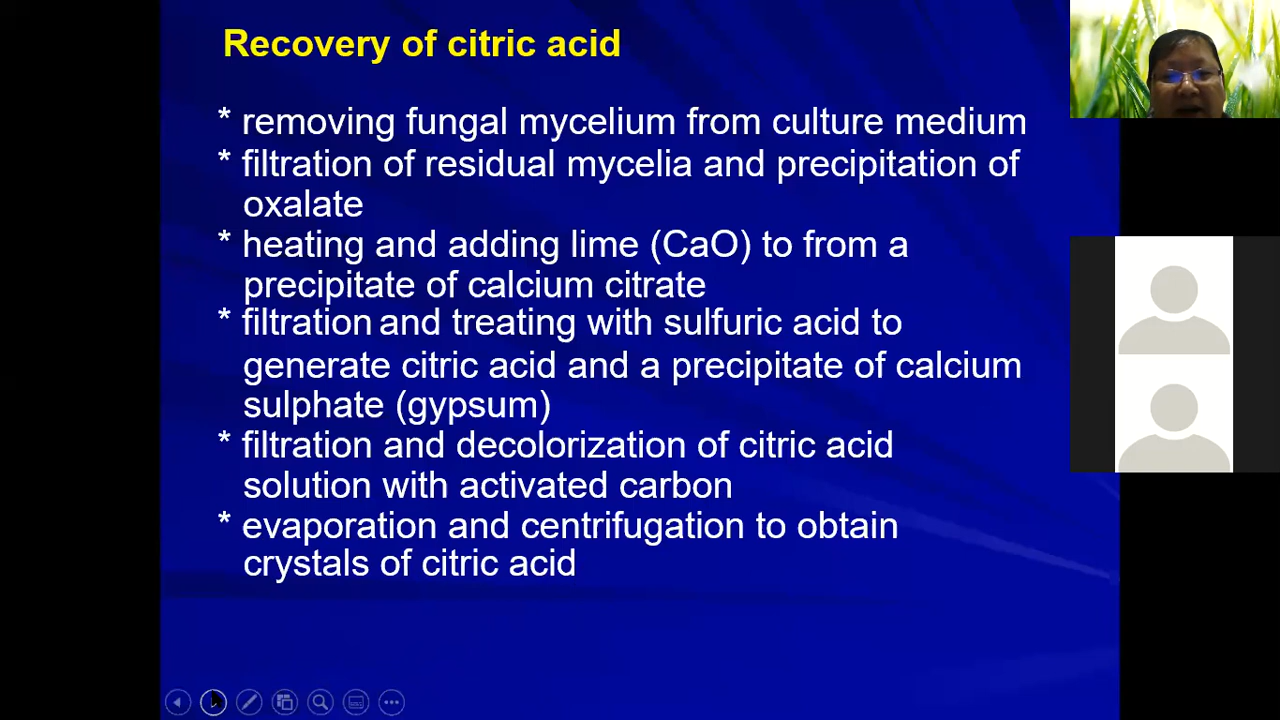 Recovery of citric acid
* removing fungal mycelium from culture medium
* filtration of residual mycelia and precipitation of
oxalate
* heating and adding lime (CaO) to from a
precipitate of calcium citrate
* filtration and treating with sulfuric acid to
generate citric acid and a precipitate of calcium
sulphate (gypsum)
* filtration and decolorization of citric acid
solution with activated carbon
* evaporation and centrifugation to obtain
crystals of citric acid